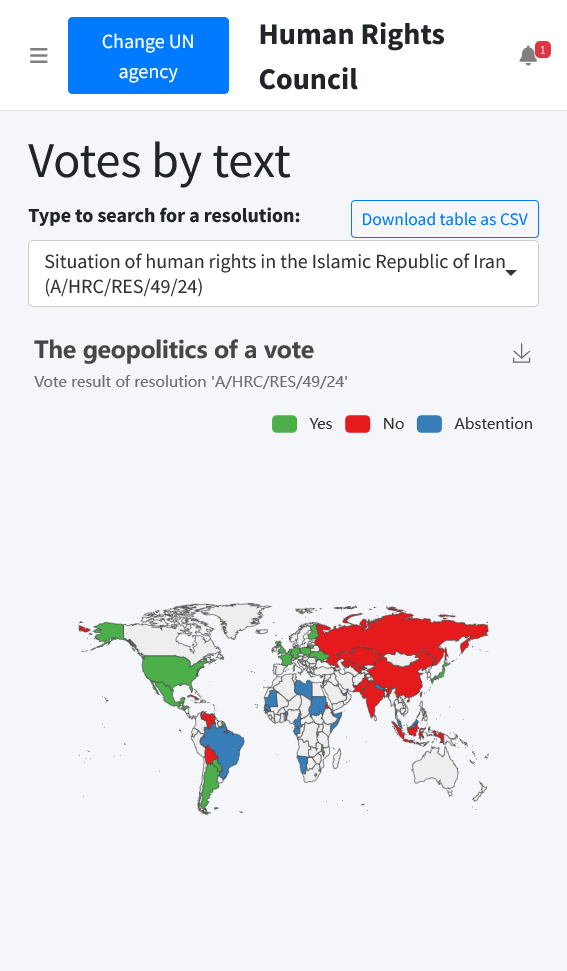 Change UN
agency
Human Rights
Council
1
Votes by text
Type to search for a resolution:
Download table as CSV
Situation of human rights in the Islamic Republic of Iran
(A/HRC/RES/49/24)
The geopolitics of a vote
Vote result of resolution 'A/HRC/RES/49/24'
Yes
No
Abstention